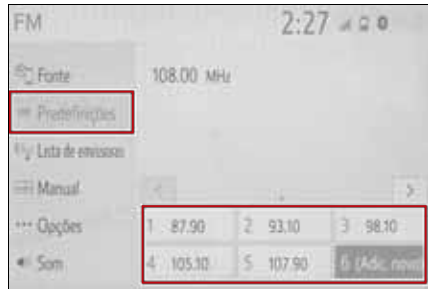 FM 2:27
Fonte 108.00 MHz
Predefinições
Lista de emissoras
Manual
Opções 1 87.90 2 93.10 3 98.10
Som 4 105.10 5 107.90 6 (Adic. novo)